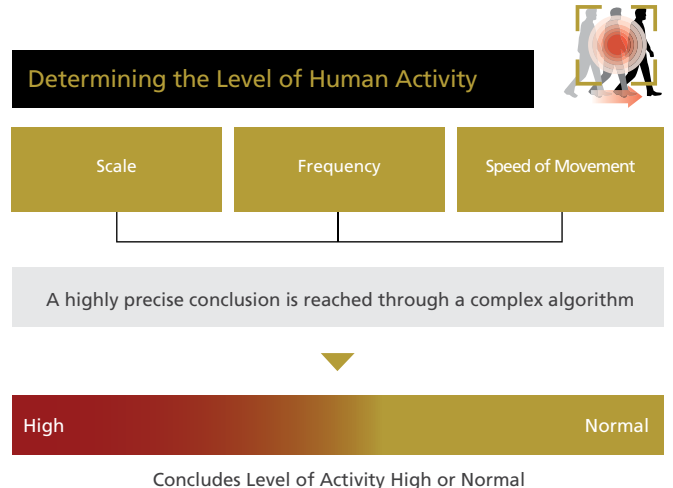 Determining the Level of Human Activity
Scale
Frequency
Speed of Movement
A highly precise conclusion is reached through a complex algorithm
High
Normal
Concludes Level of Activity High or Normal